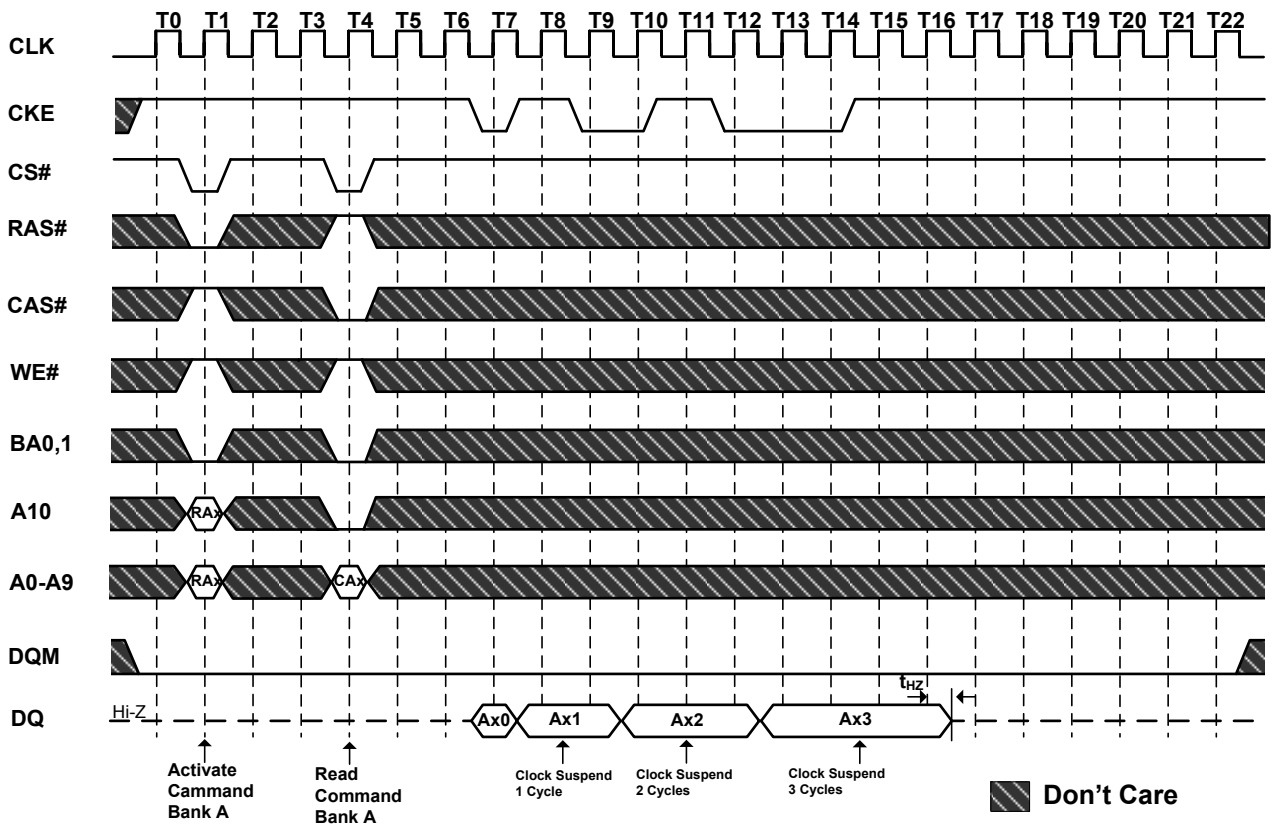 T0 T1 T2 T3 T4 T5 T6 T7 T8 T9 T10 T11 T12 T13 T14 T15 T16 T17 T18 T19 T20 T21 T22
CLK
CKE
CS#
RAS#
CAS#
WE#
BA0,1
A10
RAx
A0-A9
RAx
CAx
DQM
tHZ
DQ
Hi-Z
Ax0
Ax1
Ax2
Ax3
Activate
Cammand
Bank A
Read
Command
Bank A
Clock Suspend
1 Cycle
Clock Suspend
2 Cycles
Clock Suspend
3 Cycles
Don't Care